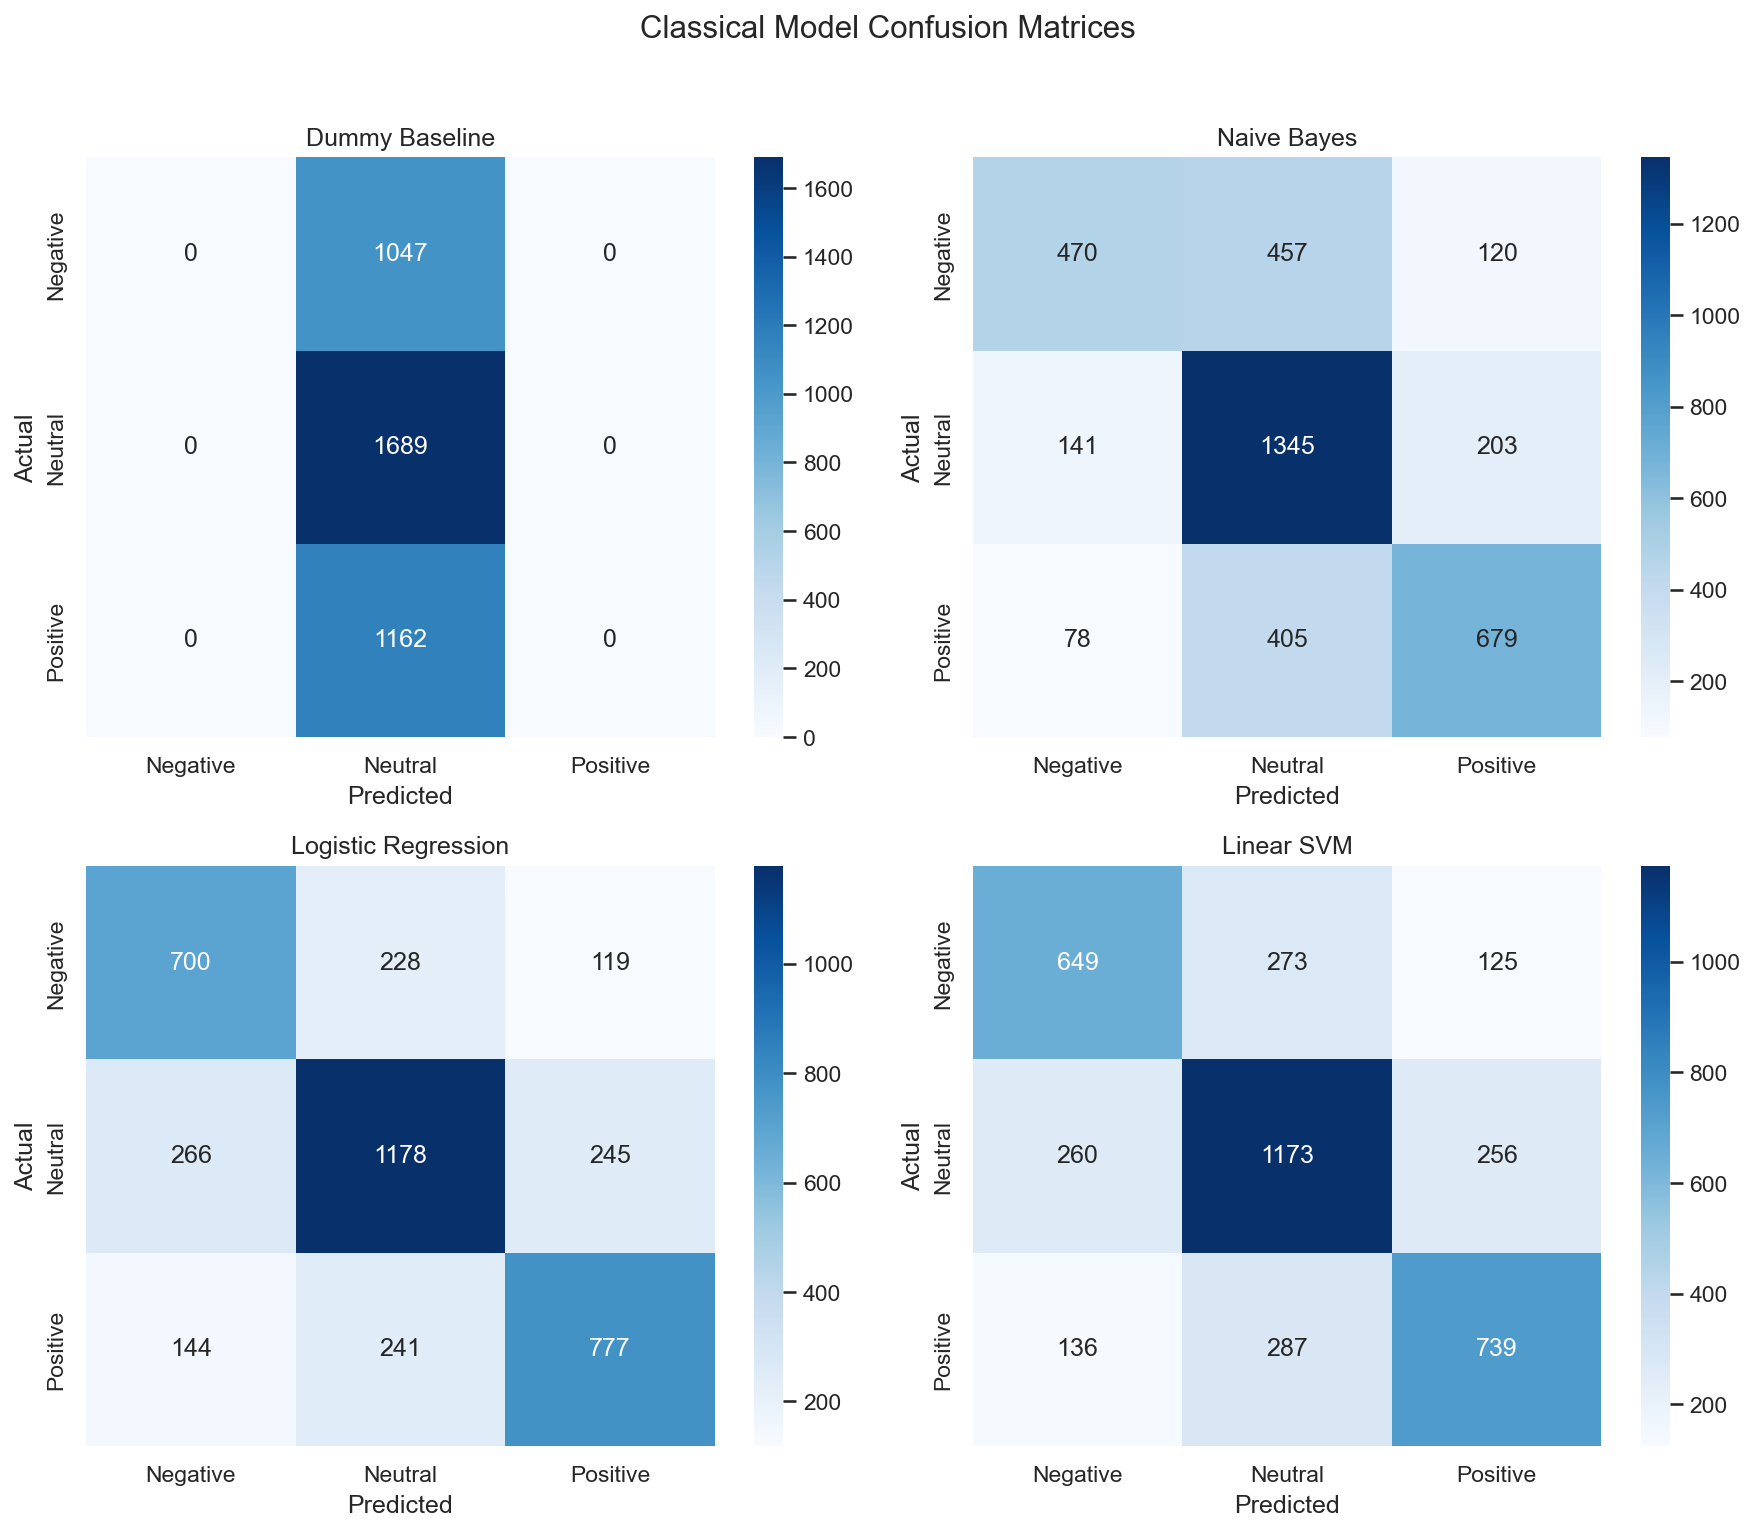 Classical Model Confusion Matrices
Dummy Baseline
Actual
Negative
Neutral
Positive
0 1047 0
0 1689 0
0 1162 0
Negative Neutral Positive
Predicted
1600
1400
1200
1000
800
600
400
200
0
Naive Bayes
Actual
Negative
Neutral
Positive
470 457 120
141 1345 203
78 405 679
Negative Neutral Positive
Predicted
1200
1000
800
600
400
200
Logistic Regression
Actual
Negative
Neutral
Positive
700 228 119
266 1178 245
144 241 777
Negative Neutral Positive
Predicted
1000
800
600
400
200
Linear SVM
Actual
Negative
Neutral
Positive
649 273 125
260 1173 256
136 287 739
Negative Neutral Positive
Predicted
1000
800
600
400
200